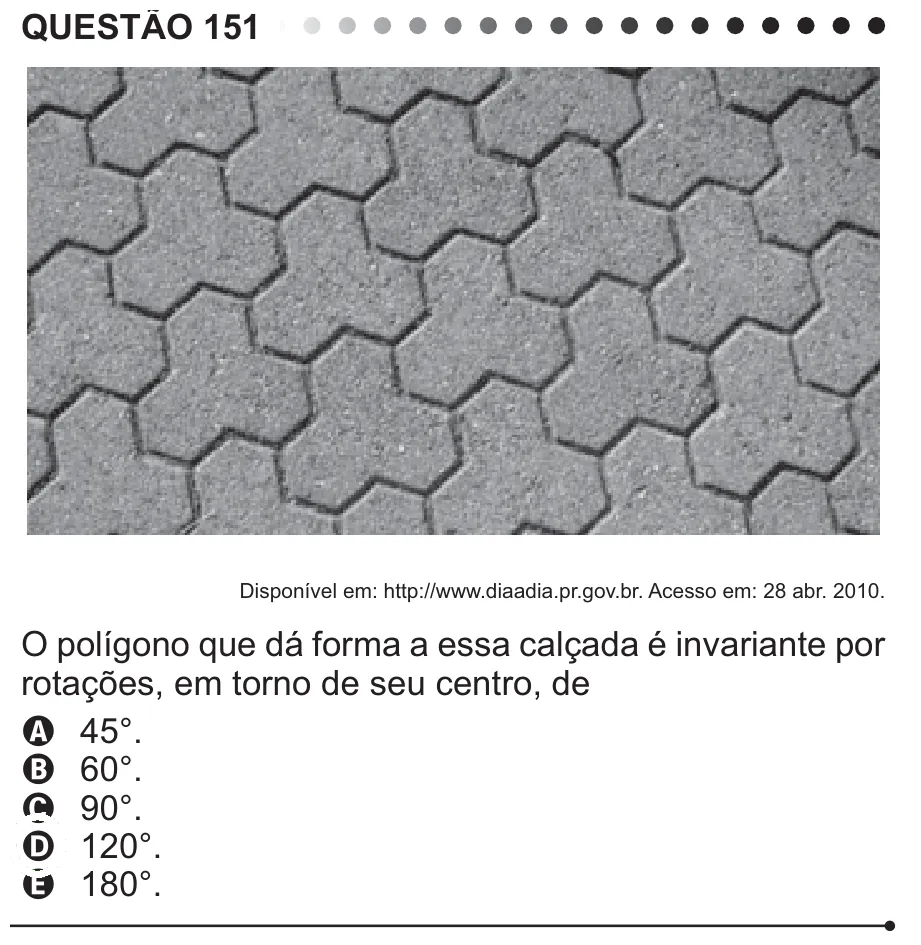 QUESTÃO 151
Disponível em: http://www.diaadia.pr.gov.br. Acesso em: 28 abr. 2010.
O polígono que dá forma a essa calçada é invariante por
rotações, em torno de seu centro, de
A 45°.
B 60°.
C 90°.
D 120°.
E 180°.